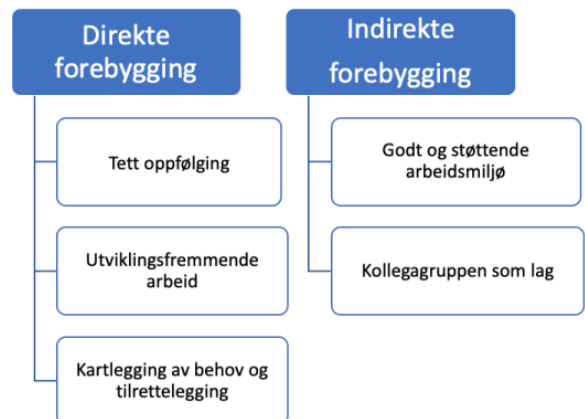 Direkte
forebygging
Tett oppfølging
Utviklingsfremmende
arbeid
Kartlegging av behov og
tilrettelegging
Indirekte
forebygging
Godt og støttende
arbeidsmiljø
Kollegagruppen som lag